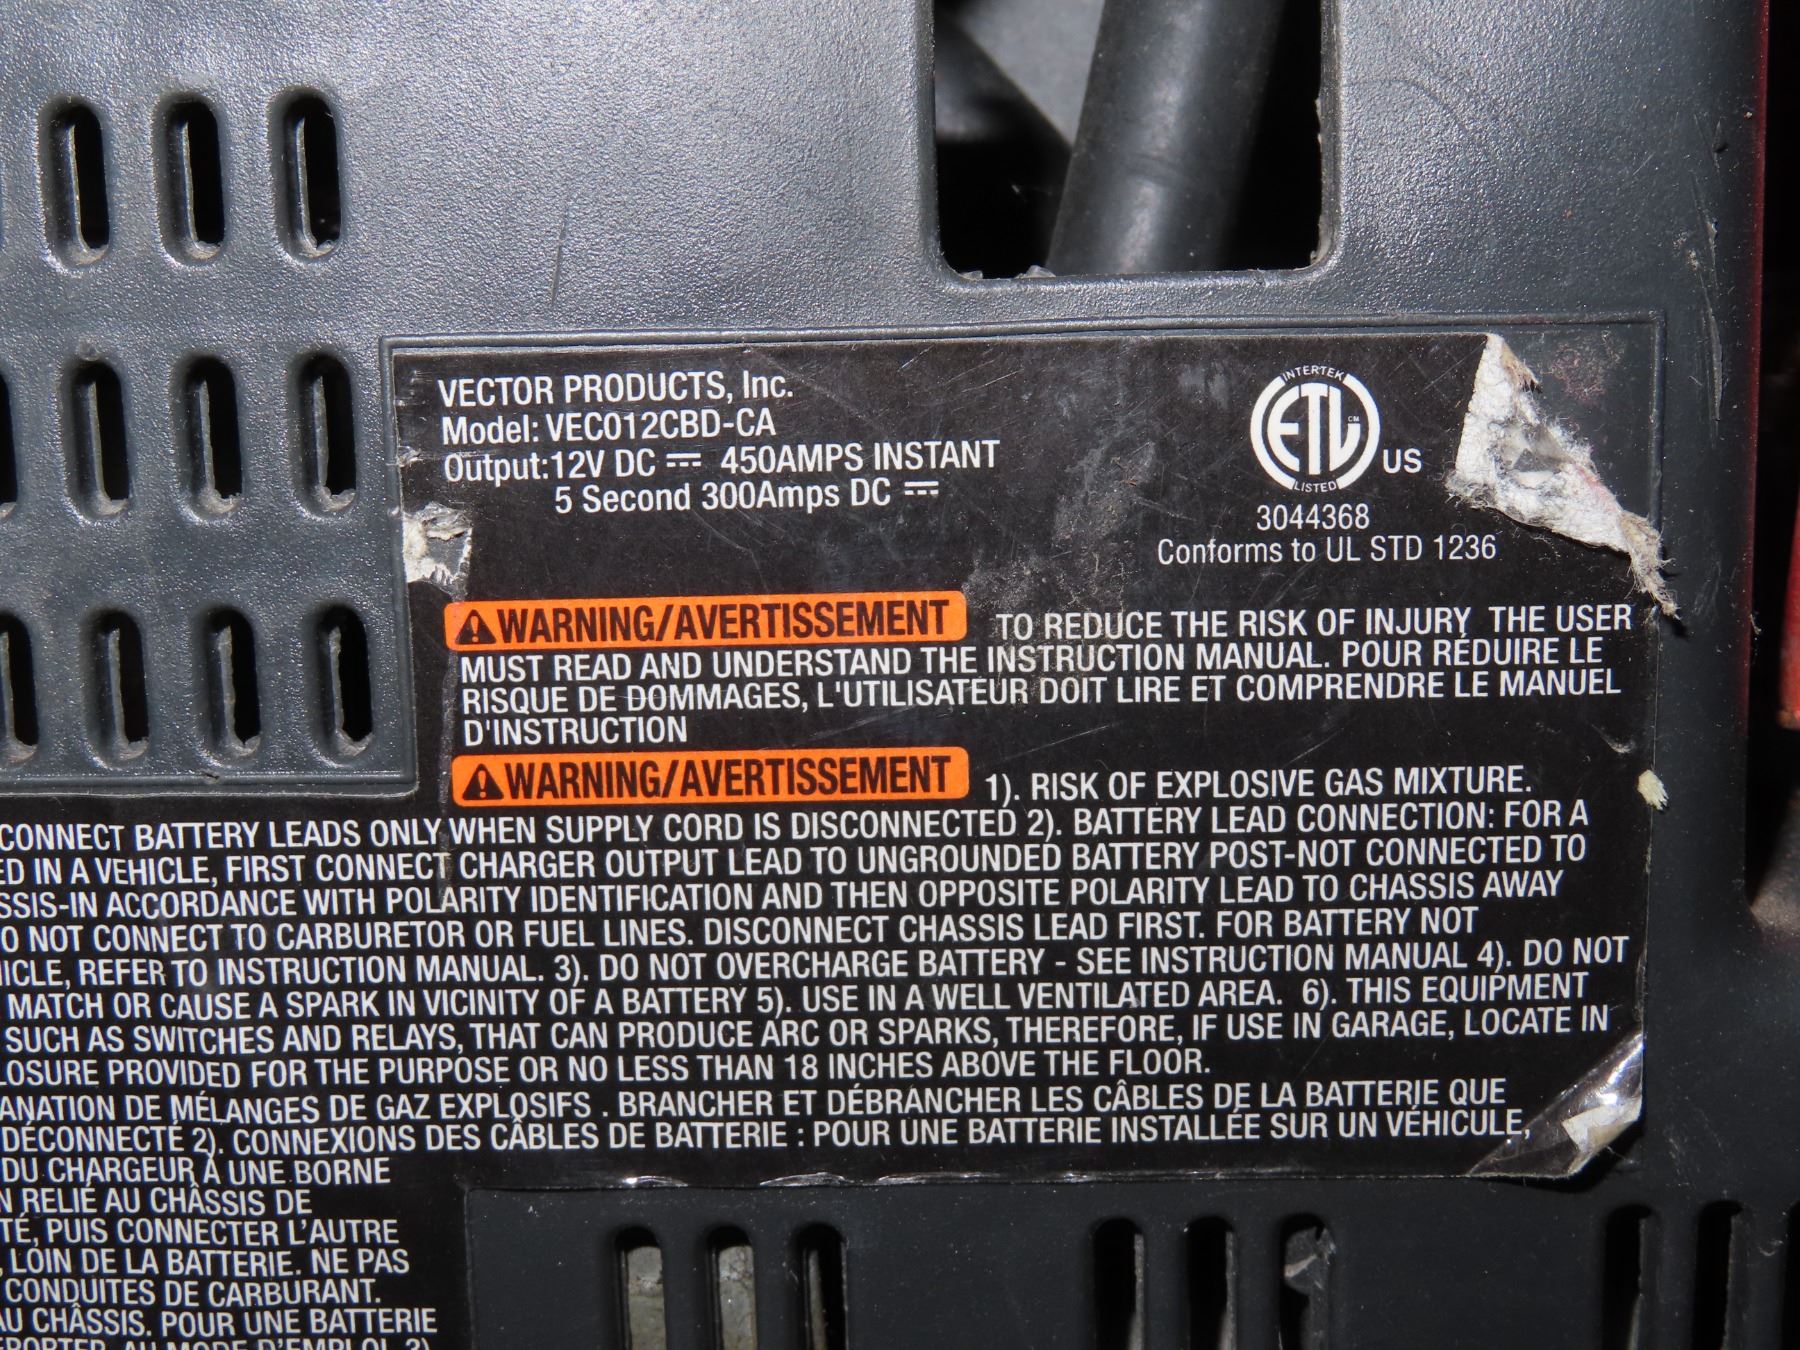 VECTOR PRODUCTS, Inc.
Model: VEC012CBD-CA
Output:12V DC ⎓ 450AMPS INSTANT
5 Second 300Amps DC ⎓
INTERTEK
ETL CM
LISTED
US
3044368
Conforms to UL STD 1236
⚠WARNING/AVERTISSEMENT TO REDUCE THE RISK OF INJURY THE USER
MUST READ AND UNDERSTAND THE INSTRUCTION MANUAL. POUR RÉDUIRE LE
RISQUE DE DOMMAGES, L'UTILISATEUR DOIT LIRE ET COMPRENDRE LE MANUEL
D'INSTRUCTION
⚠WARNING/AVERTISSEMENT 1). RISK OF EXPLOSIVE GAS MIXTURE.
CONNECT BATTERY LEADS ONLY WHEN SUPPLY CORD IS DISCONNECTED 2). BATTERY LEAD CONNECTION: FOR A
ED IN A VEHICLE, FIRST CONNECT CHARGER OUTPUT LEAD TO UNGROUNDED BATTERY POST-NOT CONNECTED TO
SSIS-IN ACCORDANCE WITH POLARITY IDENTIFICATION AND THEN OPPOSITE POLARITY LEAD TO CHASSIS AWAY
O NOT CONNECT TO CARBURETOR OR FUEL LINES. DISCONNECT CHASSIS LEAD FIRST. FOR BATTERY NOT
ICLE, REFER TO INSTRUCTION MANUAL. 3). DO NOT OVERCHARGE BATTERY - SEE INSTRUCTION MANUAL 4). DO NOT
MATCH OR CAUSE A SPARK IN VICINITY OF A BATTERY 5). USE IN A WELL VENTILATED AREA. 6). THIS EQUIPMENT
SUCH AS SWITCHES AND RELAYS, THAT CAN PRODUCE ARC OR SPARKS, THEREFORE, IF USE IN GARAGE, LOCATE IN
LOSURE PROVIDED FOR THE PURPOSE OR NO LESS THAN 18 INCHES ABOVE THE FLOOR.
ANATION DE MÉLANGES DE GAZ EXPLOSIFS . BRANCHER ET DÉBRANCHER LES CÂBLES DE LA BATTERIE QUE
DÉCONNECTÉ 2). CONNEXIONS DES CÂBLES DE BATTERIE : POUR UNE BATTERIE INSTALLÉE SUR UN VÉHICULE,
DU CHARGEUR À UNE BORNE
N RELIÉ AU CHÂSSIS DE
TÉ, PUIS CONNECTER L'AUTRE
, LOIN DE LA BATTERIE. NE PAS
CONDUITES DE CARBURANT.
AU CHÂSSIS. POUR UNE BATTERIE
AU MODE D'EMPLOI 3)